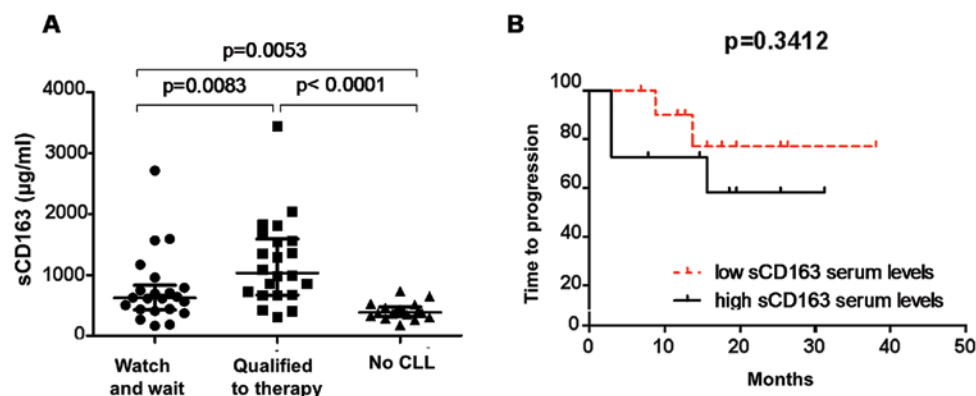 A
p=0.0053
p=0.0083
p< 0.0001
sCD163 (µg/ml)
4000
3000
2000
1000
0
Watch
and wait
Qualified
to therapy
No CLL
B
p=0.3412
Time to progression
100
80
60
40
100
0
low sCD163 serum levels
high sCD163 serum levels
0
10
20
30
40
50
Months